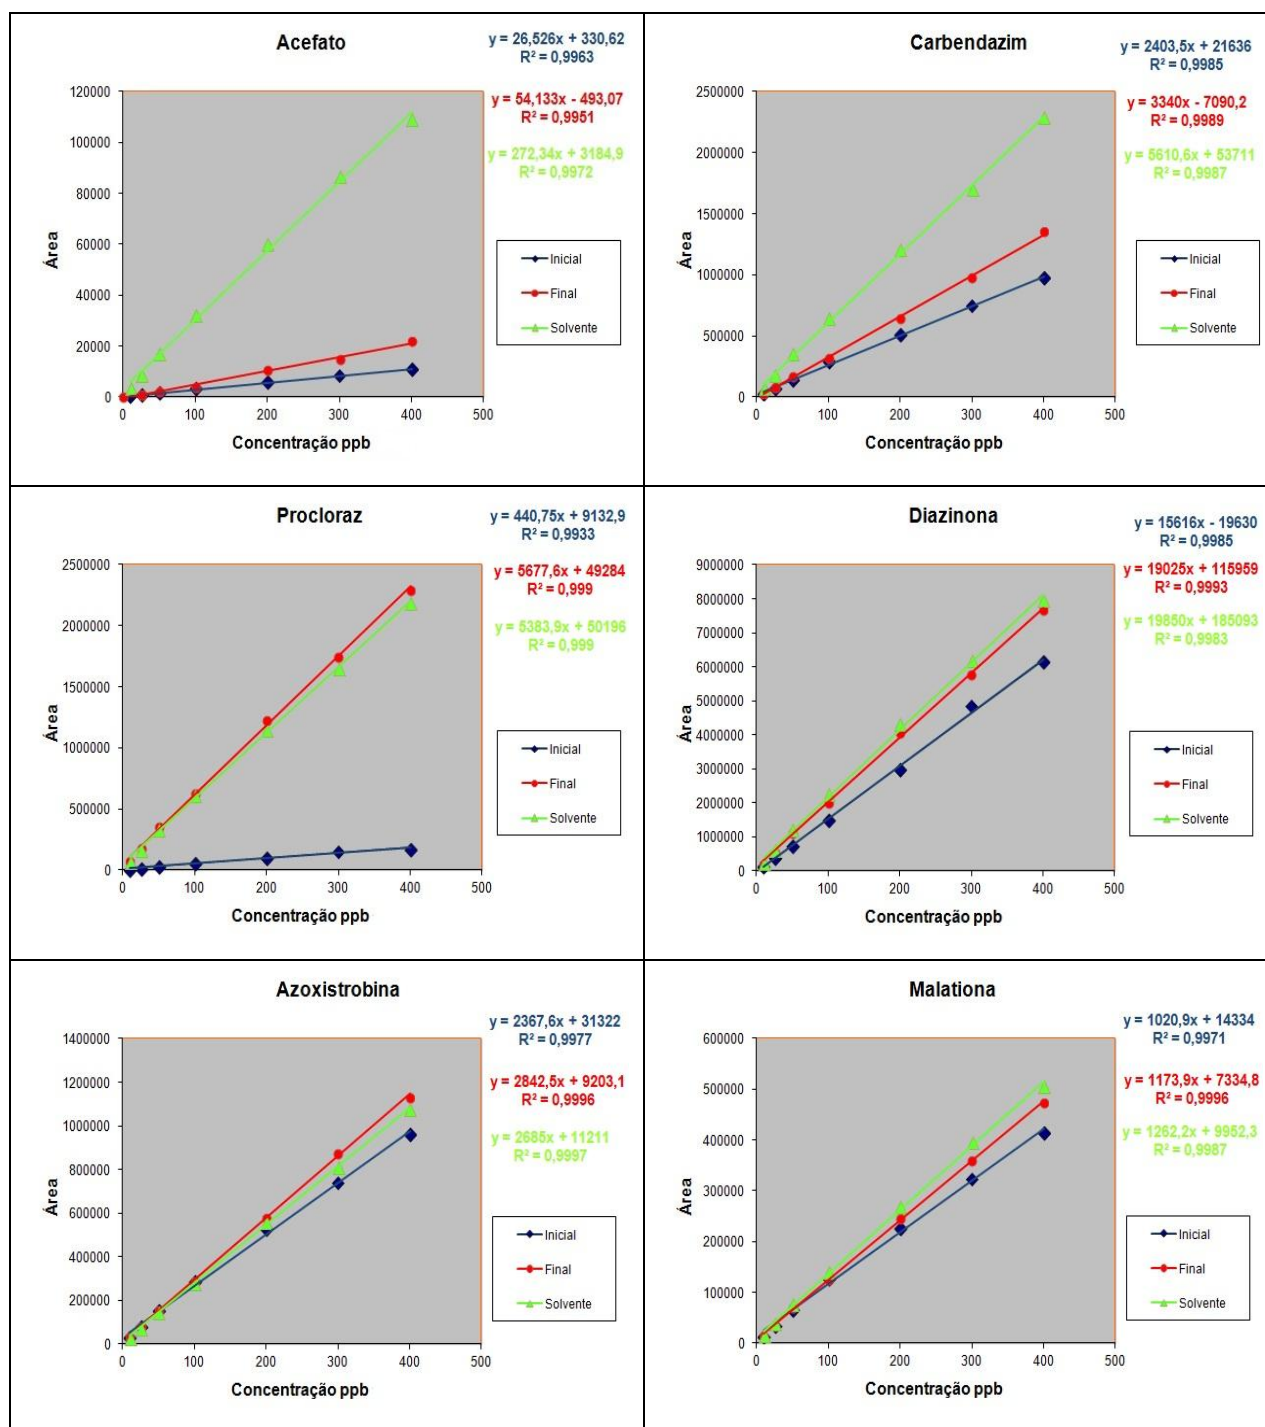 Acefato
y = 26,526x + 330,62
R² = 0,9963
y = 54,133x - 493,07
R² = 0,9951
y = 272,34x + 3184,9
R² = 0,9972
120000
100000
80000
60000
40000
20000
0
0 100 200 300 400 500
Área
Concentração ppb
Inicial
Final
Solvente
Carbendazim
y = 2403,5x + 21636
R² = 0,9985
y = 3340x - 7090,2
R² = 0,9989
y = 5610,6x + 53711
R² = 0,9987
2500000
2000000
1500000
1000000
500000
0
0 100 200 300 400 500
Área
Concentração ppb
Inicial
Final
Solvente
Procloraz
y = 440,75x + 9132,9
R² = 0,9933
y = 5677,6x + 49284
R² = 0,999
y = 5383,9x + 50196
R² = 0,999
2500000
2000000
1500000
1000000
500000
0
0 100 200 300 400 500
Área
Concentração ppb
Inicial
Final
Solvente
Diazinona
y = 15616x - 19630
R² = 0,9985
y = 19025x + 115959
R² = 0,9993
y = 19850x + 185093
R² = 0,9983
9000000
8000000
7000000
6000000
5000000
4000000
3000000
2000000
1000000
0
0 100 200 300 400 500
Área
Concentração ppb
Inicial
Final
Solvente
Azoxistrobina
y = 2367,6x + 31322
R² = 0,9977
y = 2842,5x + 9203,1
R² = 0,9996
y = 2685x + 11211
R² = 0,9997
1400000
1200000
1000000
800000
600000
400000
200000
0
0 100 200 300 400 500
Área
Concentração ppb
Inicial
Final
Solvente
Malationa
y = 1020,9x + 14334
R² = 0,9971
y = 1173,9x + 7334,8
R² = 0,9996
y = 1262,2x + 9952,3
R² = 0,9987
600000
500000
400000
300000
200000
100000
0
0 100 200 300 400 500
Área
Concentração ppb
Inicial
Final
Solvente